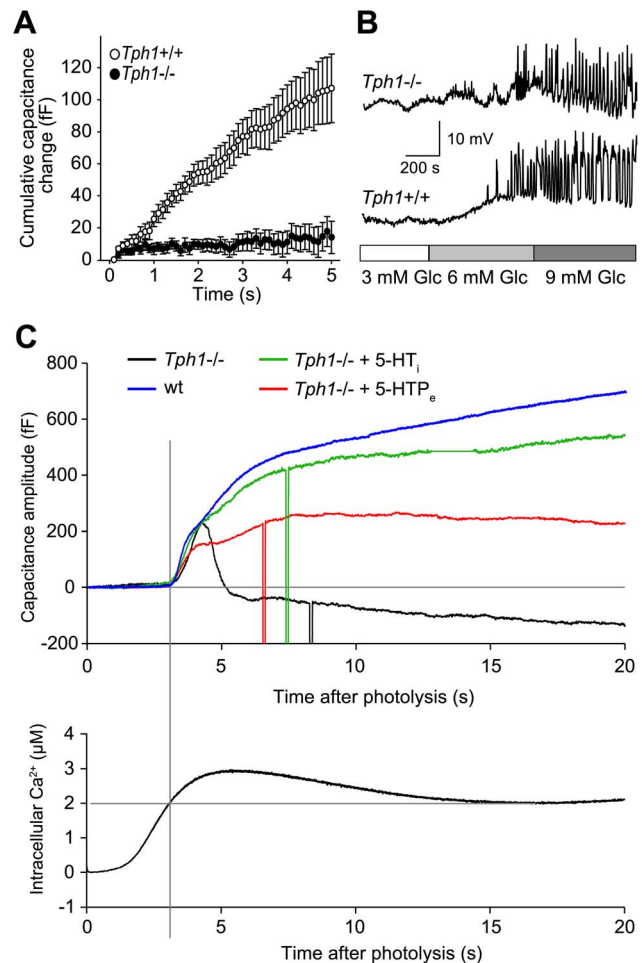 A
Tph1+/+
Tph1-/-
120
100
80
60
40
20
0
Cumulative capacitance
change (fF)
0 1 2 3 4 5
Time (s)
B
Tph1-/-
10 mV
200 s
Tph1+/+
3 mM Glc 6 mM Glc 9 mM Glc
C
Tph1-/- Tph1-/- + 5-HTi
wt Tph1-/- + 5-HTPe
800
600
400
200
0
-200
Capacitance amplitude (fF)
0 5 10 15 20
Time after photolysis (s)
4
3
2
1
0
-1
Intracellular Ca²⁺ (µM)
0 5 10 15 20
Time after photolysis (s)